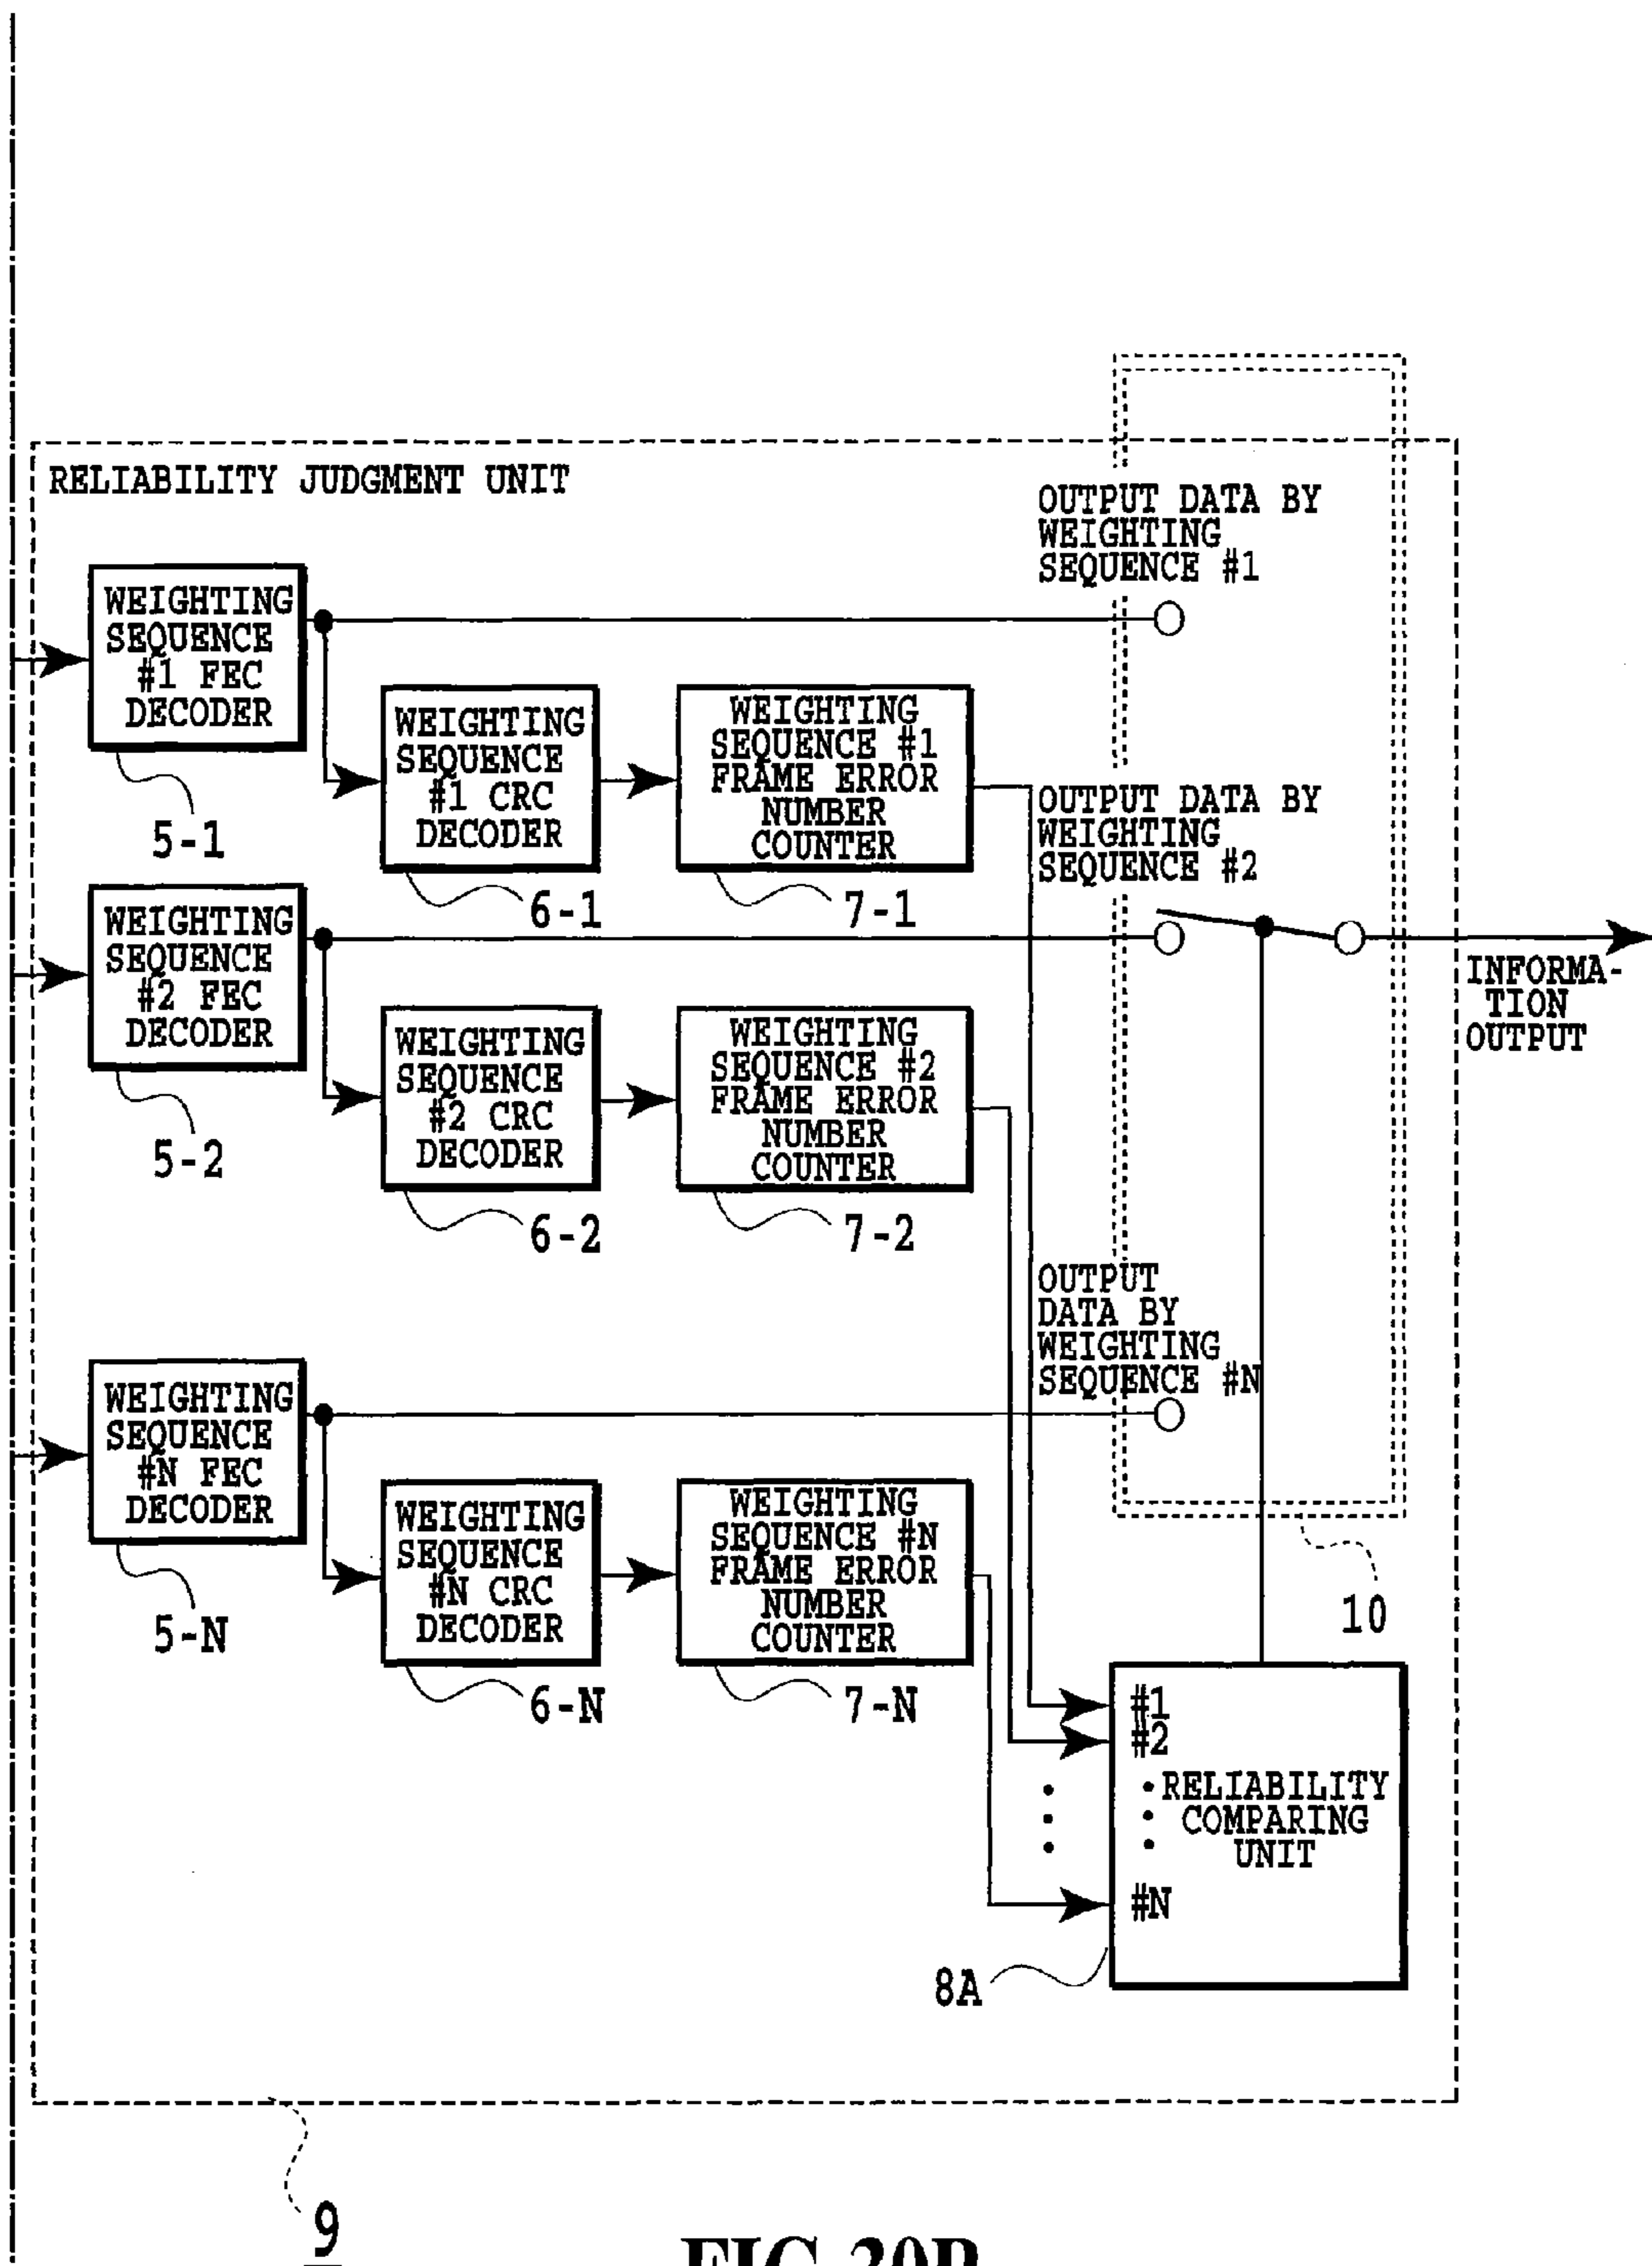 RELIABILITY JUDGMENT UNIT
OUTPUT DATA BY
WEIGHTING
SEQUENCE #1
WEIGHTING
SEQUENCE
#1 FEC
DECODER
5-1
WEIGHTING
SEQUENCE
#1 CRC
DECODER
6-1
WEIGHTING
SEQUENCE #1
FRAME ERROR
NUMBER
COUNTER
7-1
OUTPUT DATA BY
WEIGHTING
SEQUENCE #2
WEIGHTING
SEQUENCE
#2 FEC
DECODER
5-2
INFORMA-
TION
OUTPUT
WEIGHTING
SEQUENCE
#2 CRC
DECODER
6-2
WEIGHTING
SEQUENCE #2
FRAME ERROR
NUMBER
COUNTER
7-2
OUTPUT
DATA BY
WEIGHTING
SEQUENCE #N
WEIGHTING
SEQUENCE
#N FEC
DECODER
5-N
WEIGHTING
SEQUENCE
#N CRC
DECODER
6-N
WEIGHTING
SEQUENCE #N
FRAME ERROR
NUMBER
COUNTER
7-N
10
#1
#2
RELIABILITY
COMPARING
UNIT
#N
8A
9
FIG.20B